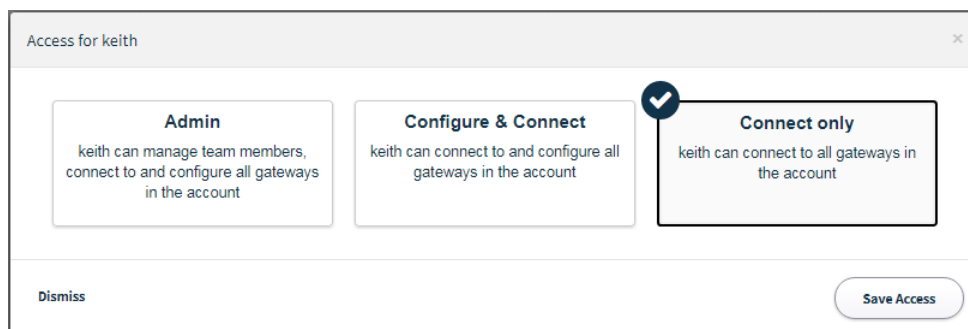 Access for keith
×
Admin
keith can manage team members,
connect to and configure all gateways
in the account
Configure & Connect
keith can connect to and configure all
gateways in the account
Connect only
keith can connect to all gateways in
the account
Dismiss
Save Access